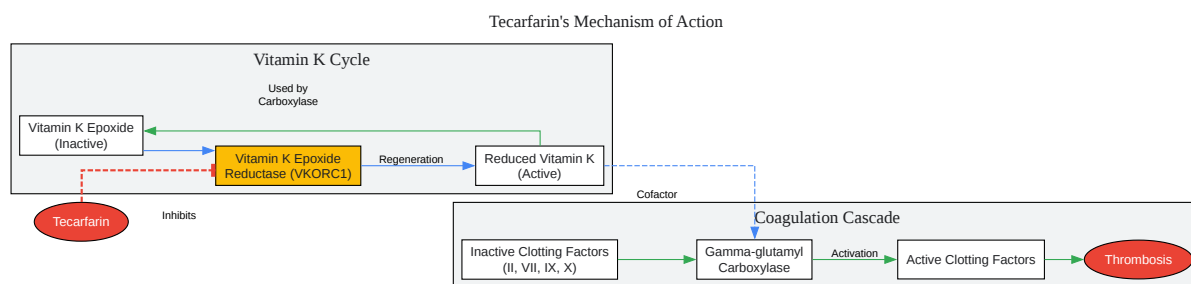 Tecarfarin's Mechanism of Action
Vitamin K Cycle
Used by
Carboxylase
Vitamin K Epoxide
(Inactive)
Vitamin K Epoxide
Reductase (VKORC1)
Regeneration
Reduced Vitamin K
(Active)
Tecarfarin
Inhibits
Cofactor
Coagulation Cascade
Inactive Clotting Factors
(II, VII, IX, X)
Gamma-glutamyl
Carboxylase
Activation
Active Clotting Factors
Thrombosis